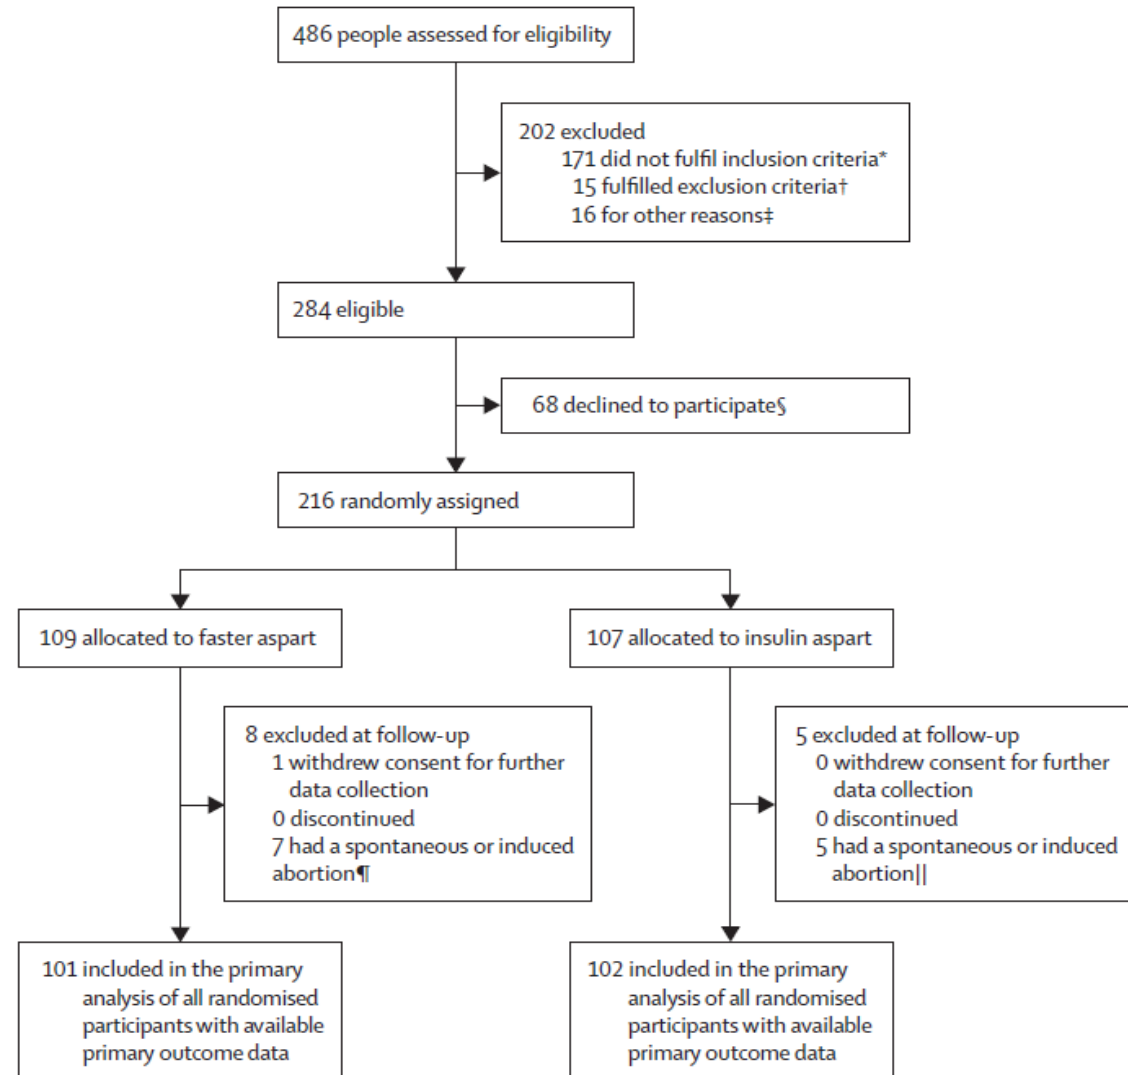 486 people assessed for eligibility
202 excluded
171 did not fulfil inclusion criteria*
15 fulfilled exclusion criteria†
16 for other reasons‡
284 eligible
68 declined to participate§
216 randomly assigned
109 allocated to faster aspart
107 allocated to insulin aspart
8 excluded at follow-up
1 withdrew consent for further
data collection
0 discontinued
7 had a spontaneous or induced
abortion¶
5 excluded at follow-up
0 withdrew consent for further
data collection
0 discontinued
5 had a spontaneous or induced
abortion||
101 included in the primary
analysis of all randomised
participants with available
primary outcome data
102 included in the primary
analysis of all randomised
participants with available
primary outcome data